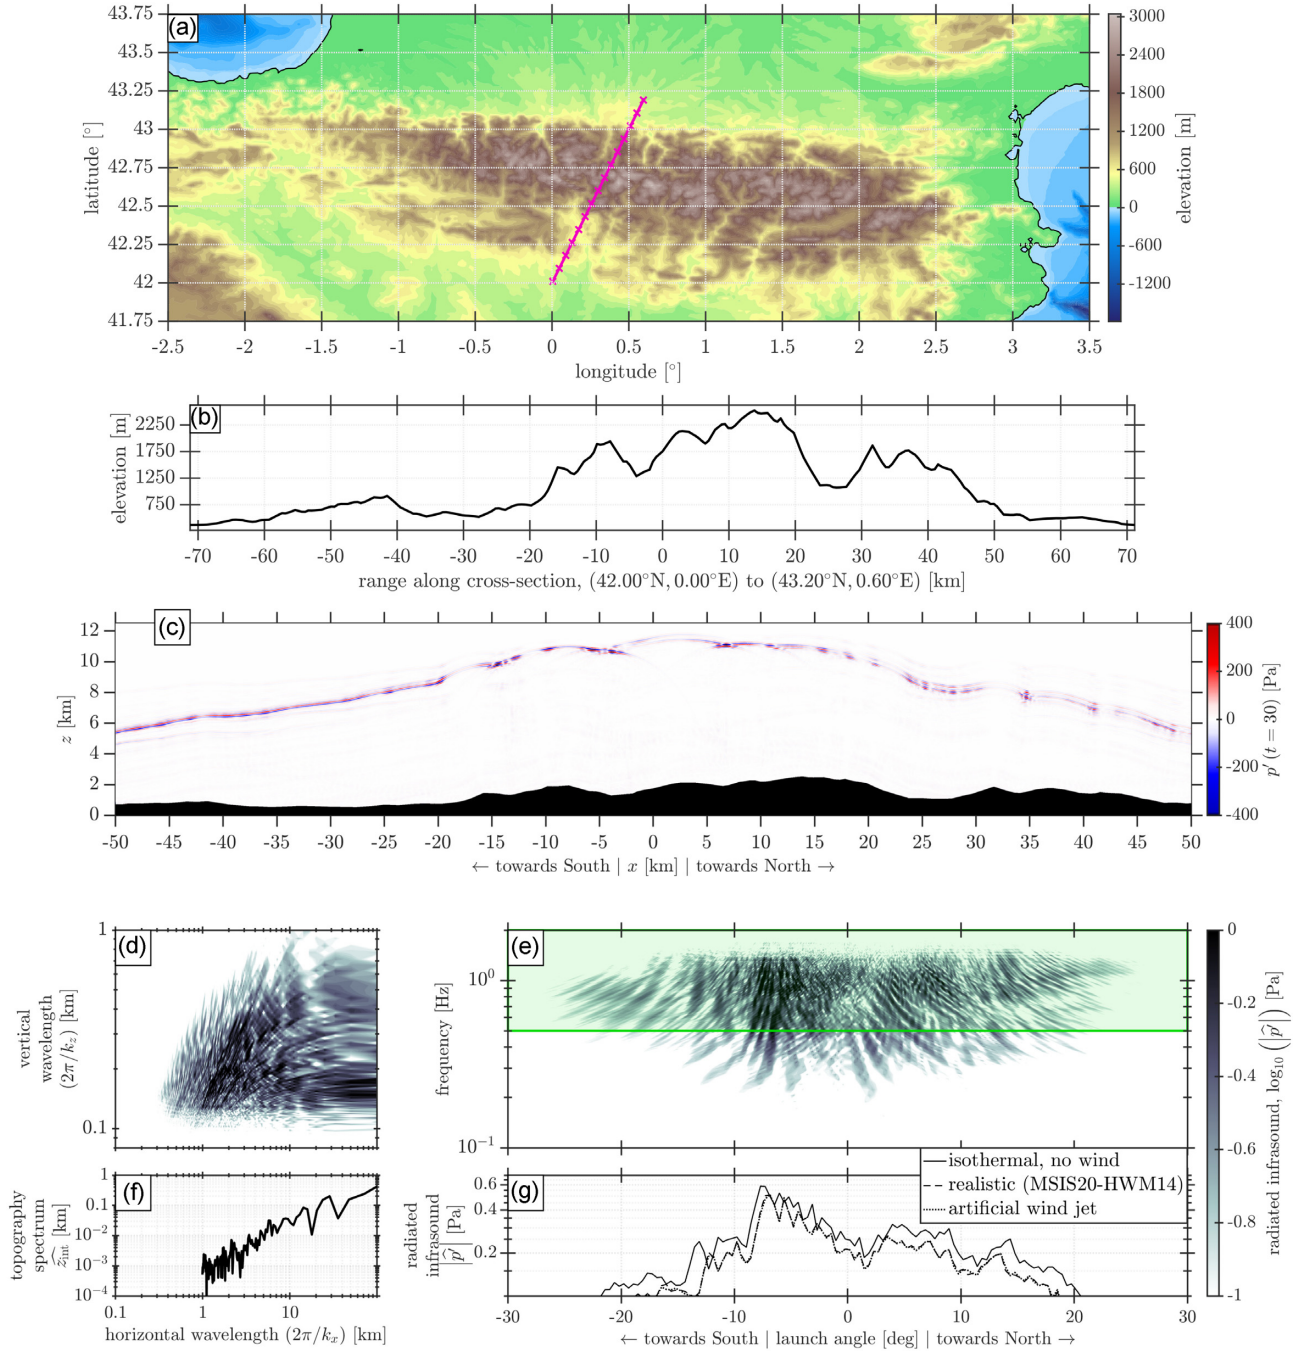 (a)
43.75
43.5
43.25
43
42.75
42.5
42.25
42
41.75
latitude [°]
-2.5 -2 -1.5 -1 -0.5 0 0.5 1 1.5 2 2.5 3 3.5
longitude [°]
3000
2400
1800
1200
600
0
-600
-1200
elevation [m]
(b)
2250
1750
1250
750
elevation [m]
-70 -60 -50 -40 -30 -20 -10 0 10 20 30 40 50 60 70
range along cross-section, (42.00°N, 0.00°E) to (43.20°N, 0.60°E) [km]
(c)
12
10
8
6
4
2
0
z [km]
-50 -45 -40 -35 -30 -25 -20 -15 -10 -5 0 5 10 15 20 25 30 35 40 45 50
← towards South | x [km] | towards North →
400
200
0
-200
-400
p′ (t = 30) [Pa]
(d)
1
0.1
vertical
wavelength
(2π/k_z) [km]
(e)
10⁰
10⁻¹
frequency [Hz]
0
-0.2
-0.4
-0.6
-0.8
-1
radiated infrasound, log₁₀ (|p̂′|) [Pa]
(f)
1
0.1
10⁻²
10⁻³
10⁻⁴
topography
spectrum
ẑ_int [km]
0.1 1 10
horizontal wavelength (2π/k_x) [km]
(g)
isothermal, no wind
realistic (MSIS20-HWM14)
artificial wind jet
0.6
0.4
0.2
radiated
infrasound
|p̂′| [Pa]
-30 -20 -10 0 10 20 30
← towards South | launch angle [deg] | towards North →